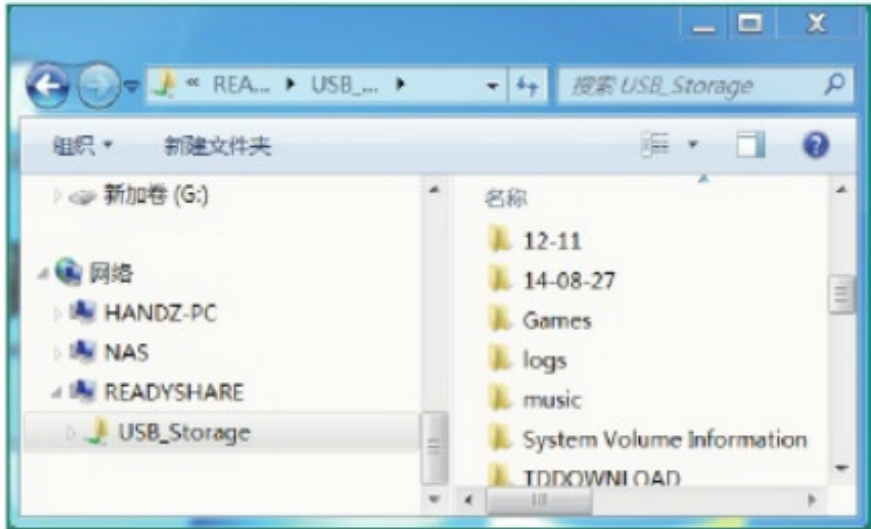 « REA... ▸ USB_... ▸ 搜索 USB_Storage
组织 新建文件夹
新加卷 (G:)
网络
HANDZ-PC
NAS
READYSHARE
USB_Storage
名称
12-11
14-08-27
Games
logs
music
System Volume Information
TDDOWNLOAD